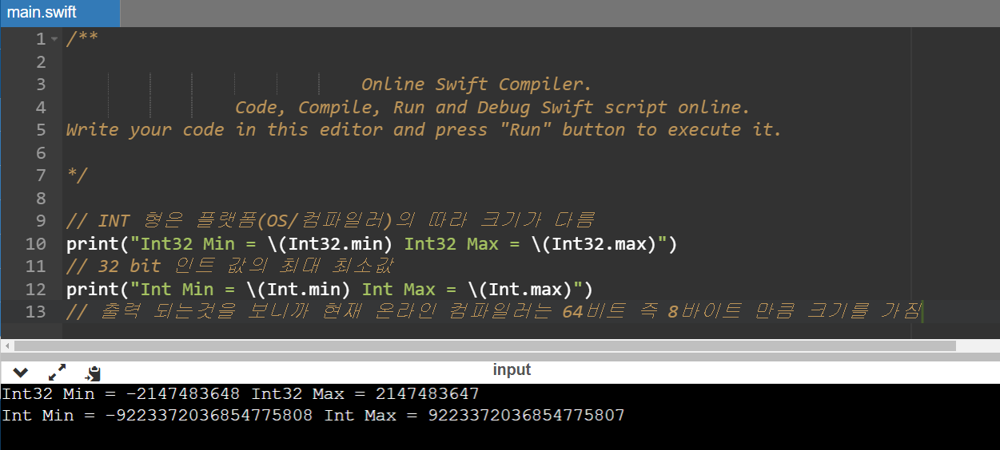 main.swift
1 /**
2
3 Online Swift Compiler.
4 Code, Compile, Run and Debug Swift script online.
5 Write your code in this editor and press "Run" button to execute it.
6
7 */
8
9 // INT 형은 플랫폼(OS/컴파일러)의 따라 크기가 다름
10 print("Int32 Min = \(Int32.min) Int32 Max = \(Int32.max)")
11 // 32 bit 인트 값의 최대 최소값
12 print("Int Min = \(Int.min) Int Max = \(Int.max)")
13 // 출력 되는것을 보니까 현재 온라인 컴파일러는 64비트 즉 8바이트 만큼 크기를 가짐
input
Int32 Min = -2147483648 Int32 Max = 2147483647
Int Min = -9223372036854775808 Int Max = 9223372036854775807